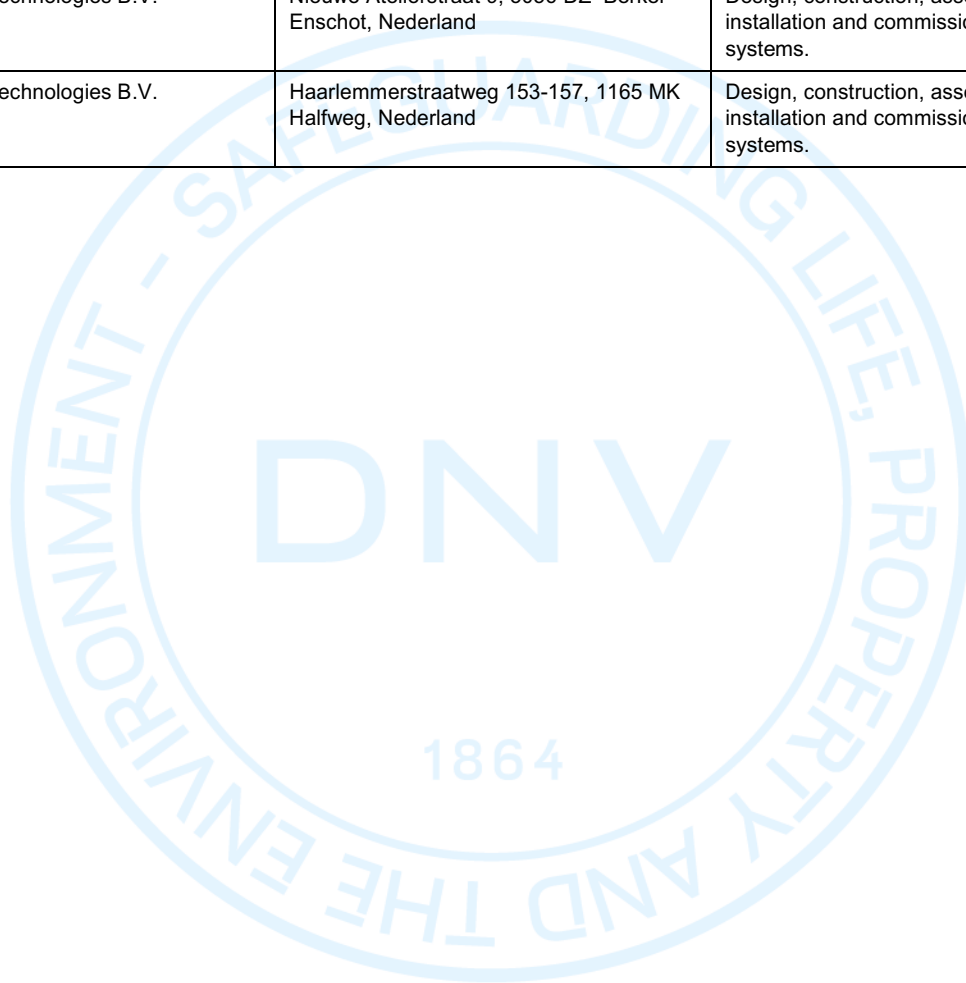 echnologies B.V.
Enschot, Nederland
installation and commissio
systems.
echnologies B.V.
Haarlemmerstraatweg 153-157, 1165 MK
Halfweg, Nederland
Design, construction, asse
installation and commissio
systems.
SAFEGUARDING LIFE, PROPERTY AND THE ENVIRONMENT -
DNV
1864